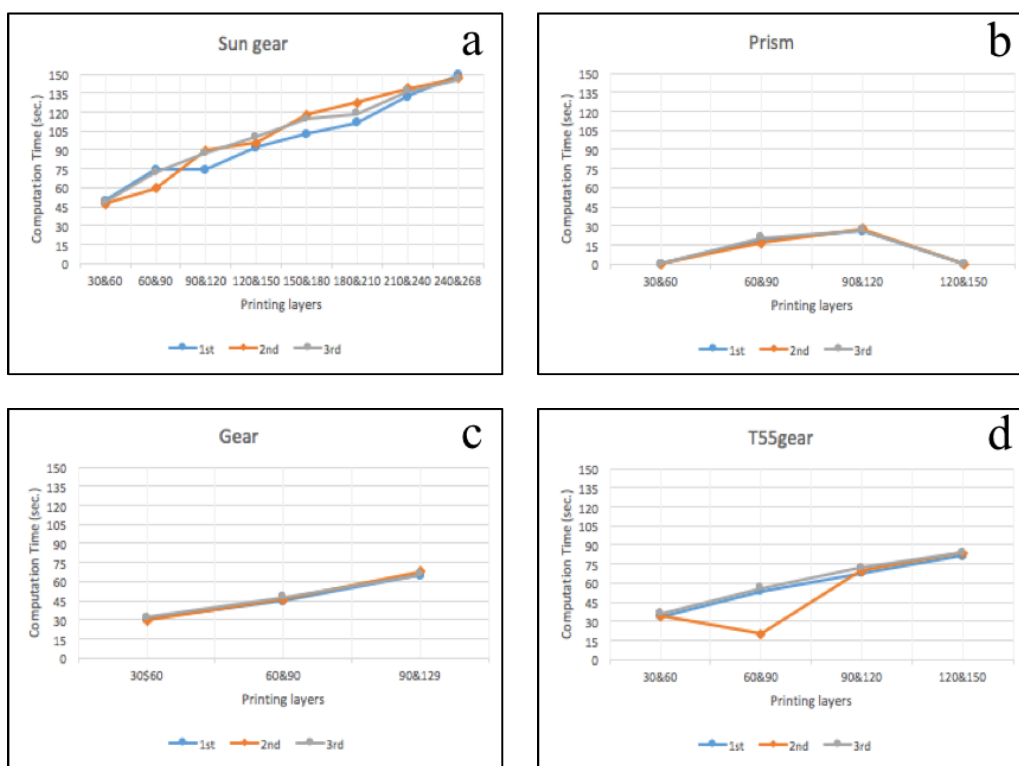 Sun gear
a
Computation Time (sec.)
150
135
120
105
90
75
60
45
30
15
0
30&60 60&90 90&120 120&150 150&180 180&210 210&240 240&268
Printing layers
1st 2nd 3rd
Prism
b
Computation Time (sec.)
150
135
120
105
90
75
60
45
30
15
0
30&60 60&90 90&120 120&150
Printing layers
1st 2nd 3rd
Gear
c
Computation Time (sec.)
150
135
120
105
90
75
60
45
30
15
0
30560 60&90 90&129
Printing layers
1st 2nd 3rd
T55gear
d
Computation Time (sec.)
150
135
120
105
90
75
60
45
30
15
0
30&60 60&90 90&120 120&150
Printing layers
1st 2nd 3rd